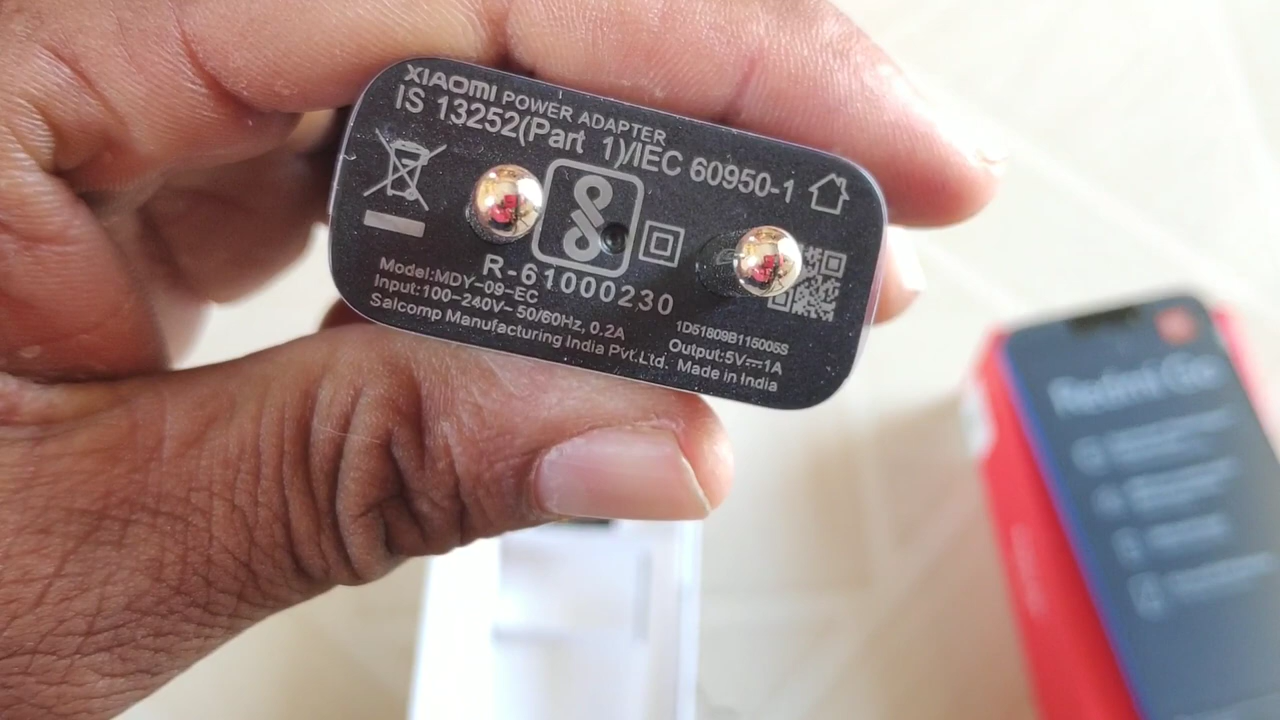 XIAOMI POWER ADAPTER
IS 13252(Part 1)/IEC 60950-1
R-61000230
Model:MDY-09-EC
Input:100-240V~ 50/60Hz, 0.2A
Salcomp Manufacturing India Pvt.Ltd.
1D51809B115005S
Output:5V⎓1A
Made in India
Redmi